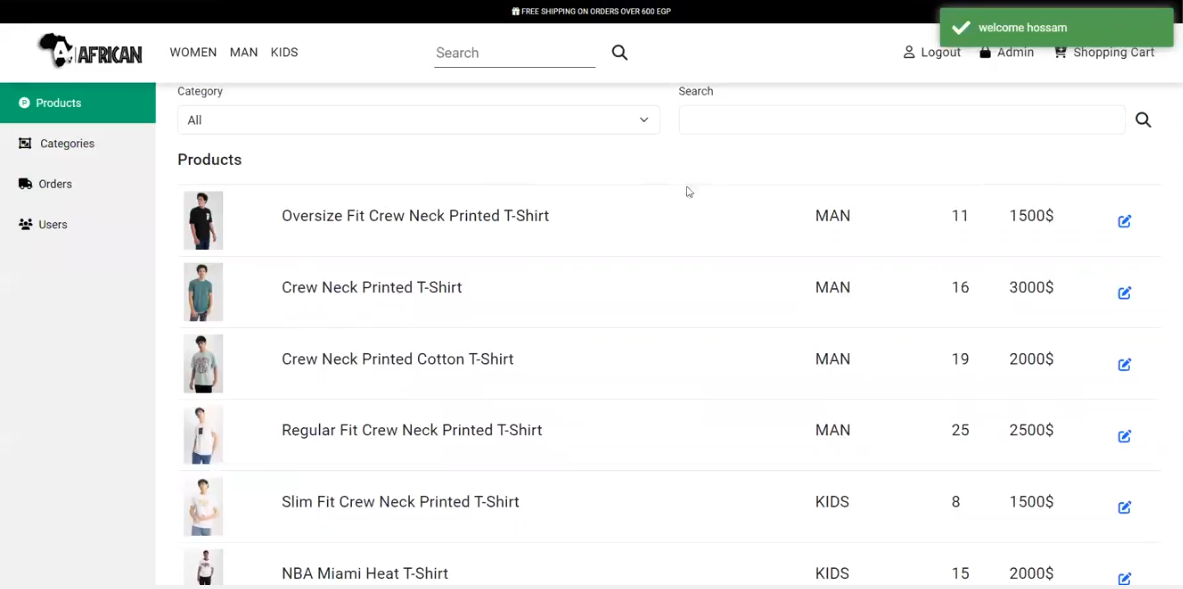 FREE SHIPPING ON ORDERS OVER 600 EGP
welcome hossam
AFRICAN
WOMEN MAN KIDS Search Logout Admin Shopping Cart
Products
Categories
Orders
Users
Category Search
All
Products
Oversize Fit Crew Neck Printed T-Shirt MAN 11 1500$
Crew Neck Printed T-Shirt MAN 16 3000$
Crew Neck Printed Cotton T-Shirt MAN 19 2000$
Regular Fit Crew Neck Printed T-Shirt MAN 25 2500$
Slim Fit Crew Neck Printed T-Shirt KIDS 8 1500$
NBA Miami Heat T-Shirt KIDS 15 2000$